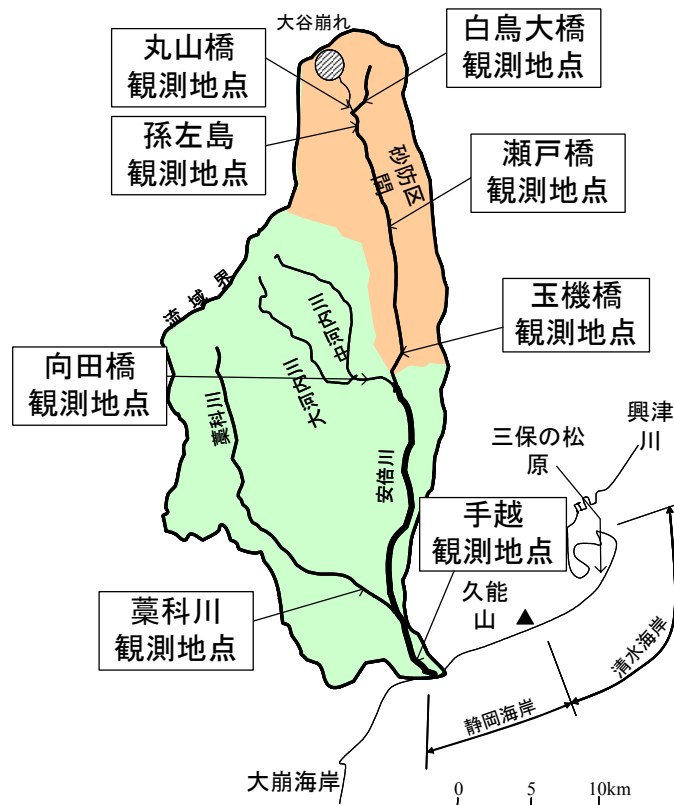 大谷崩れ
丸山橋
観測地点
白鳥大橋
観測地点
孫左島
観測地点
瀬戸橋
観測地点
砂防区
間
玉機橋
観測地点
流域界
中河内川
大河内川
向田橋
観測地点
藁科川
安倍川
興津
川
三保の松
原
手越
観測地点
久能
山
藁科川
観測地点
清水海岸
静岡海岸
大崩海岸
0 5 10km